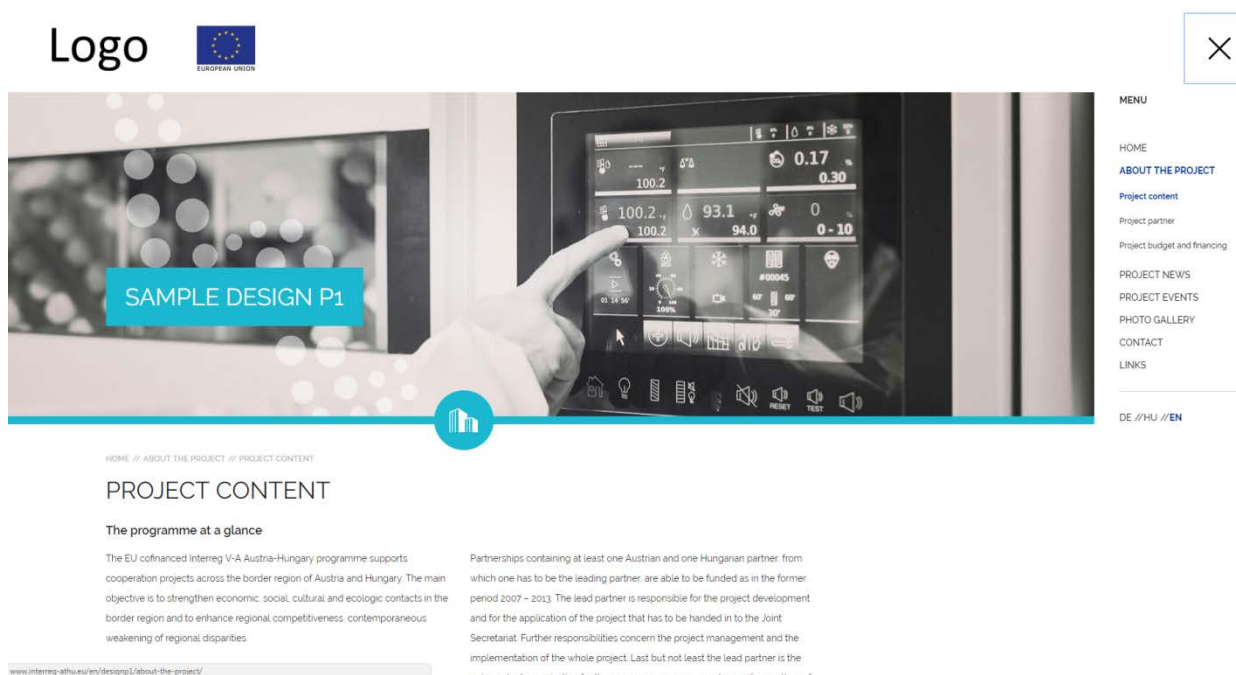 Logo
EUROPEAN UNION
MENU
HOME
ABOUT THE PROJECT
Project content
Project partner
Project budget and financing
PROJECT NEWS
PROJECT EVENTS
PHOTO GALLERY
CONTACT
LINKS
DE //HU //EN
0.17 %
100.2
0.30
100.2 °F
93.1
0
100.2
94.0
0 - 10
#00045
01 14 56'
60'
60'
100%
30'
RESET
TEST
SAMPLE DESIGN P1
HOME // ABOUT THE PROJECT // PROJECT CONTENT
PROJECT CONTENT
The programme at a glance
The EU cofinanced Interreg V-A Austria-Hungary programme supports
cooperation projects across the border region of Austria and Hungary. The main
objective is to strengthen economic, social, cultural and ecologic contacts in the
border region and to enhance regional competitiveness, contemporaneous
weakening of regional disparities.
Partnerships containing at least one Austrian and one Hungarian partner, from
which one has to be the leading partner, are able to be funded as in the former
period 2007 – 2013. The lead partner is responsible for the project development
and for the application of the project that has to be handed in to the Joint
Secretariat. Further responsibilities concern the project management and the
implementation of the whole project. Last but not least the lead partner is the
www.interreg-athu.eu/en/designp1/about-the-project/